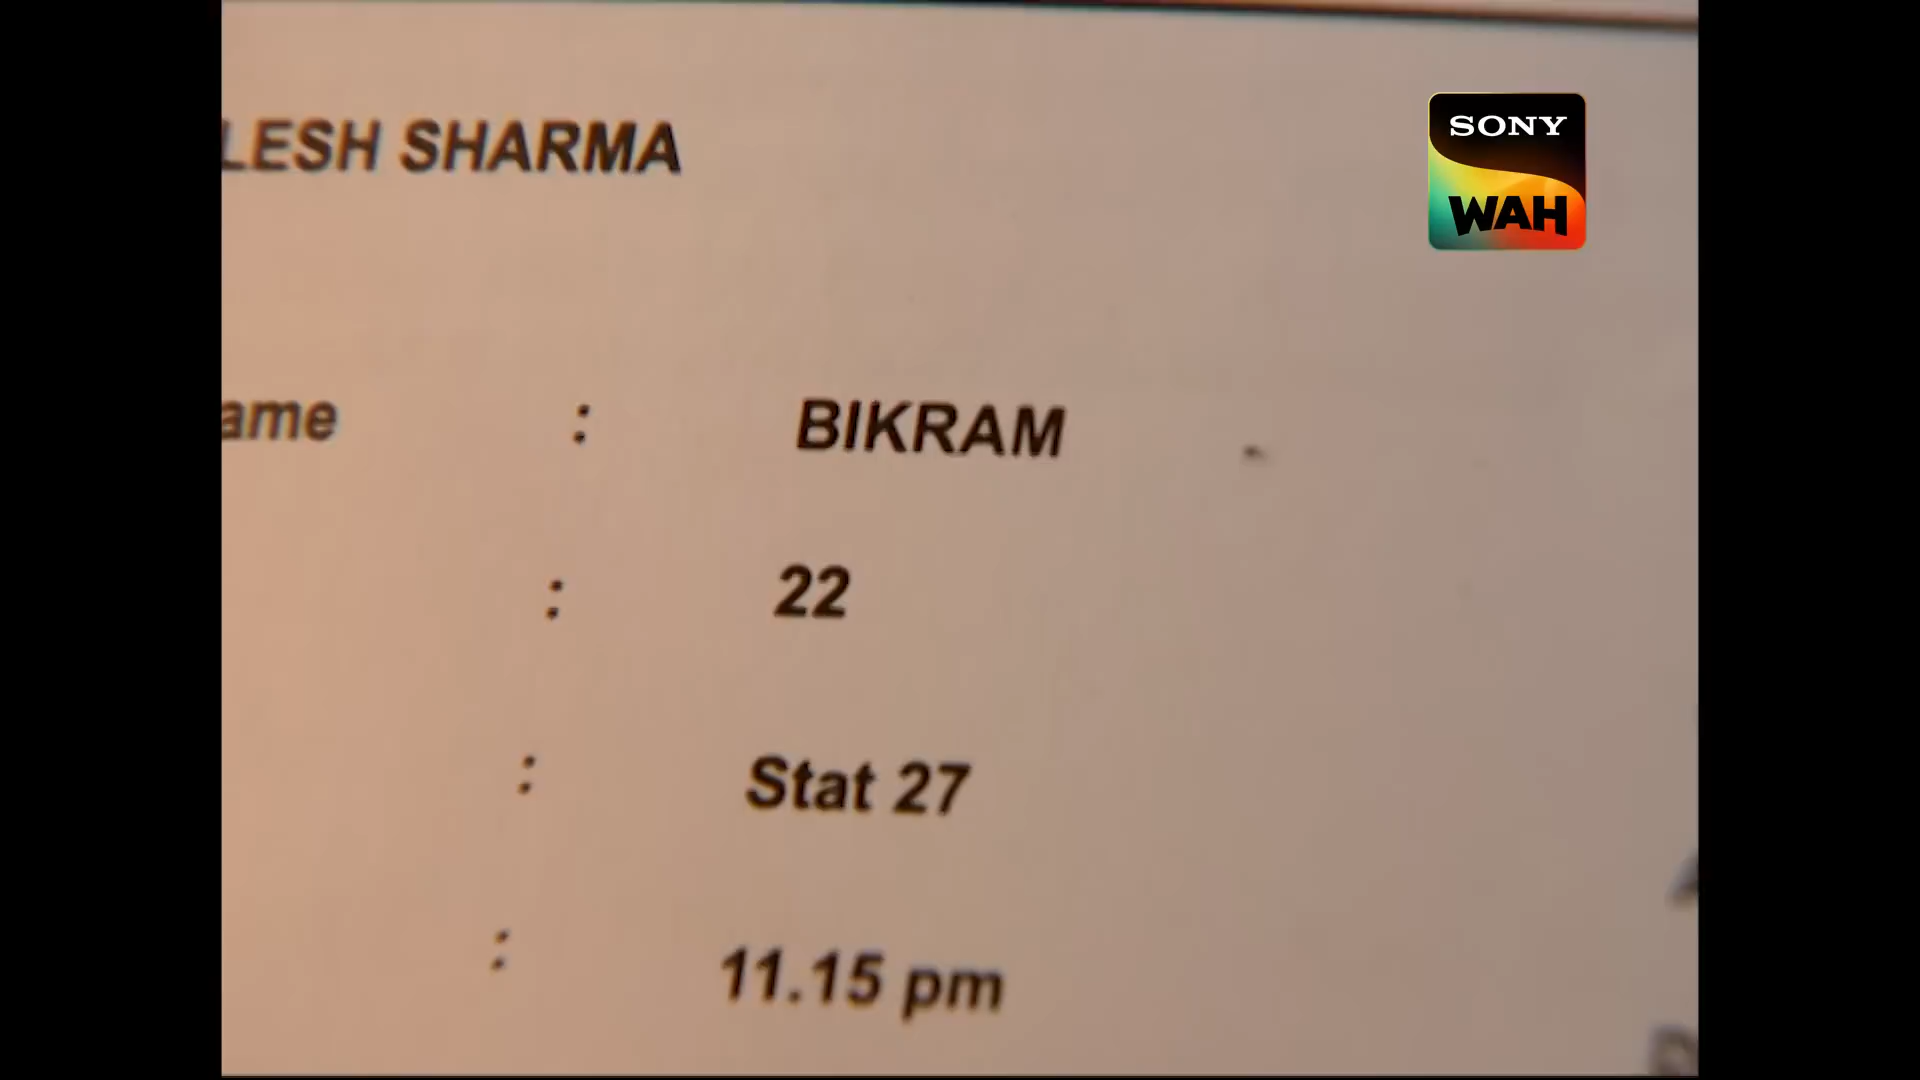 LESH SHARMA
SONY
WAH
ame : BIKRAM
: 22
: Stat 27
: 11.15 pm